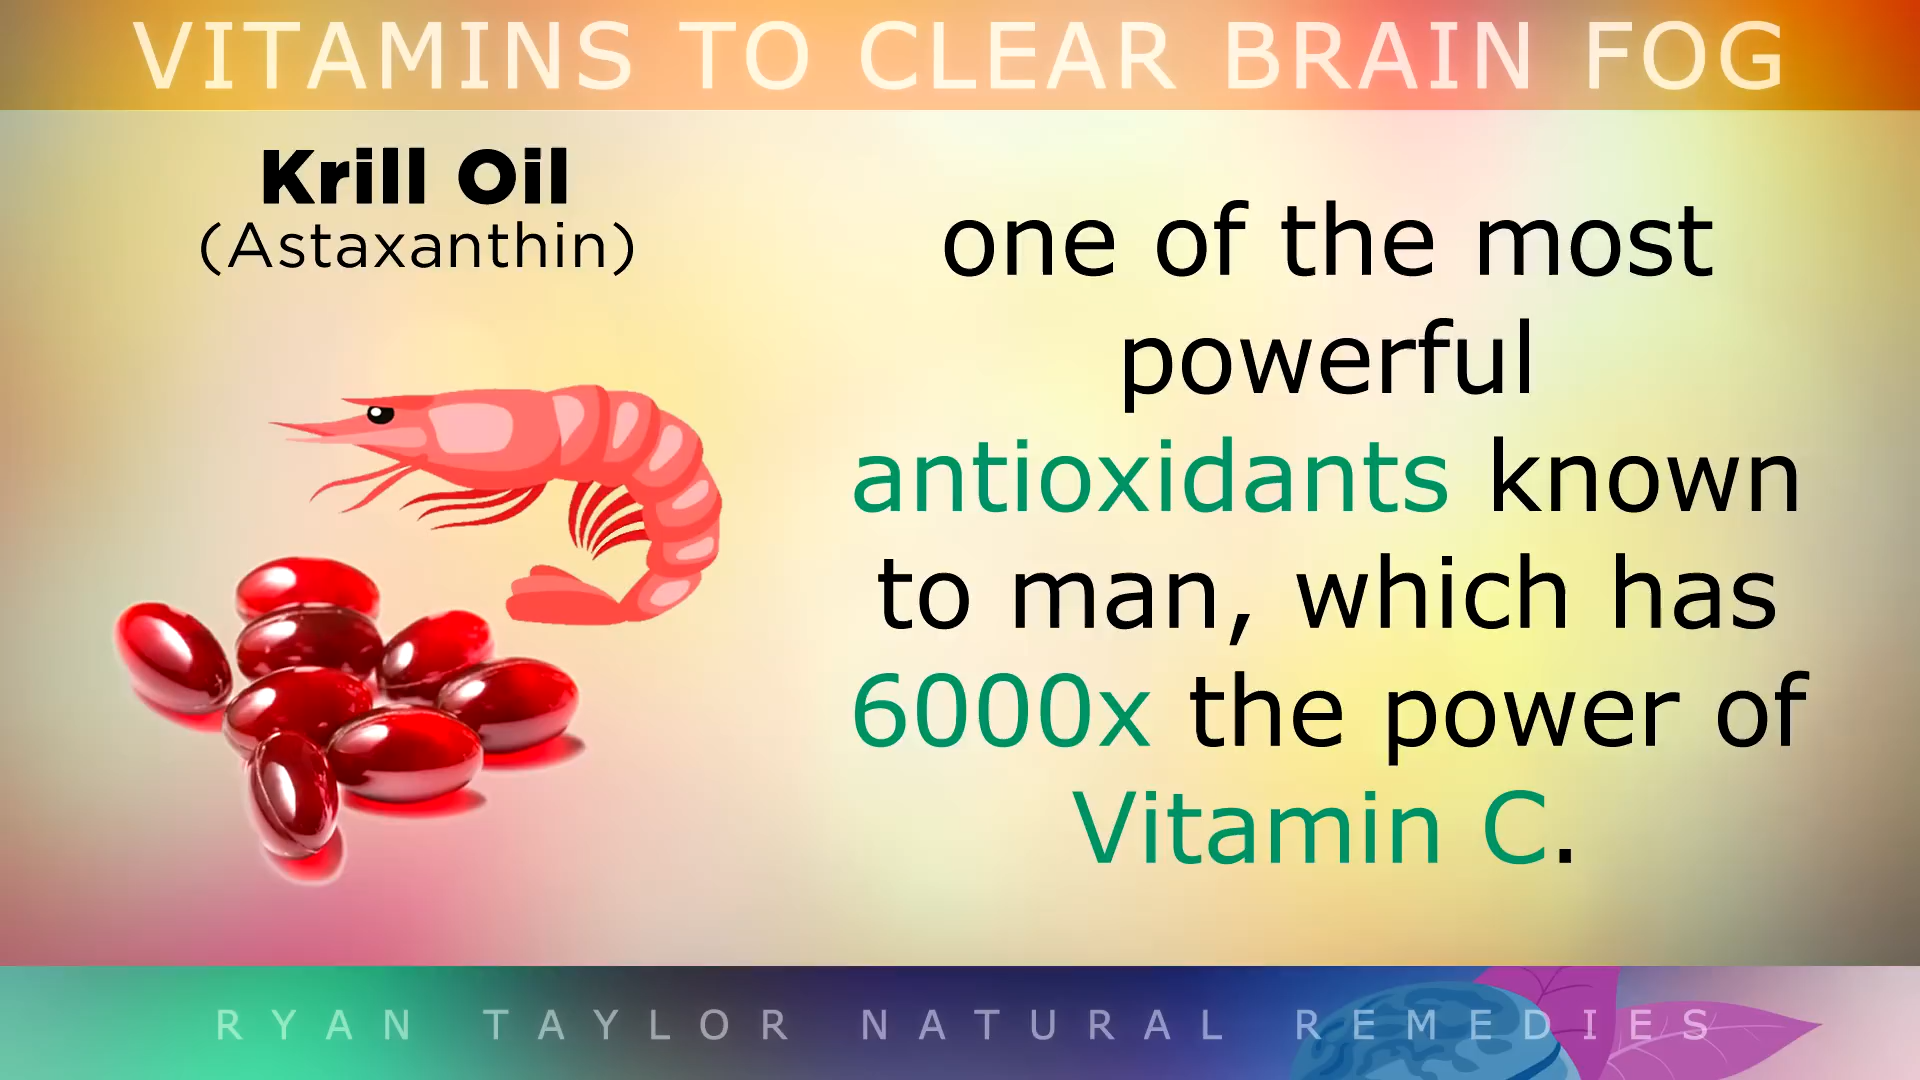 VITAMINS TO CLEAR BRAIN FOG
Krill Oil
(Astaxanthin)
one of the most
powerful
antioxidants known
to man, which has
6000x the power of
Vitamin C.
RYAN TAYLOR NATURAL REMEDIES